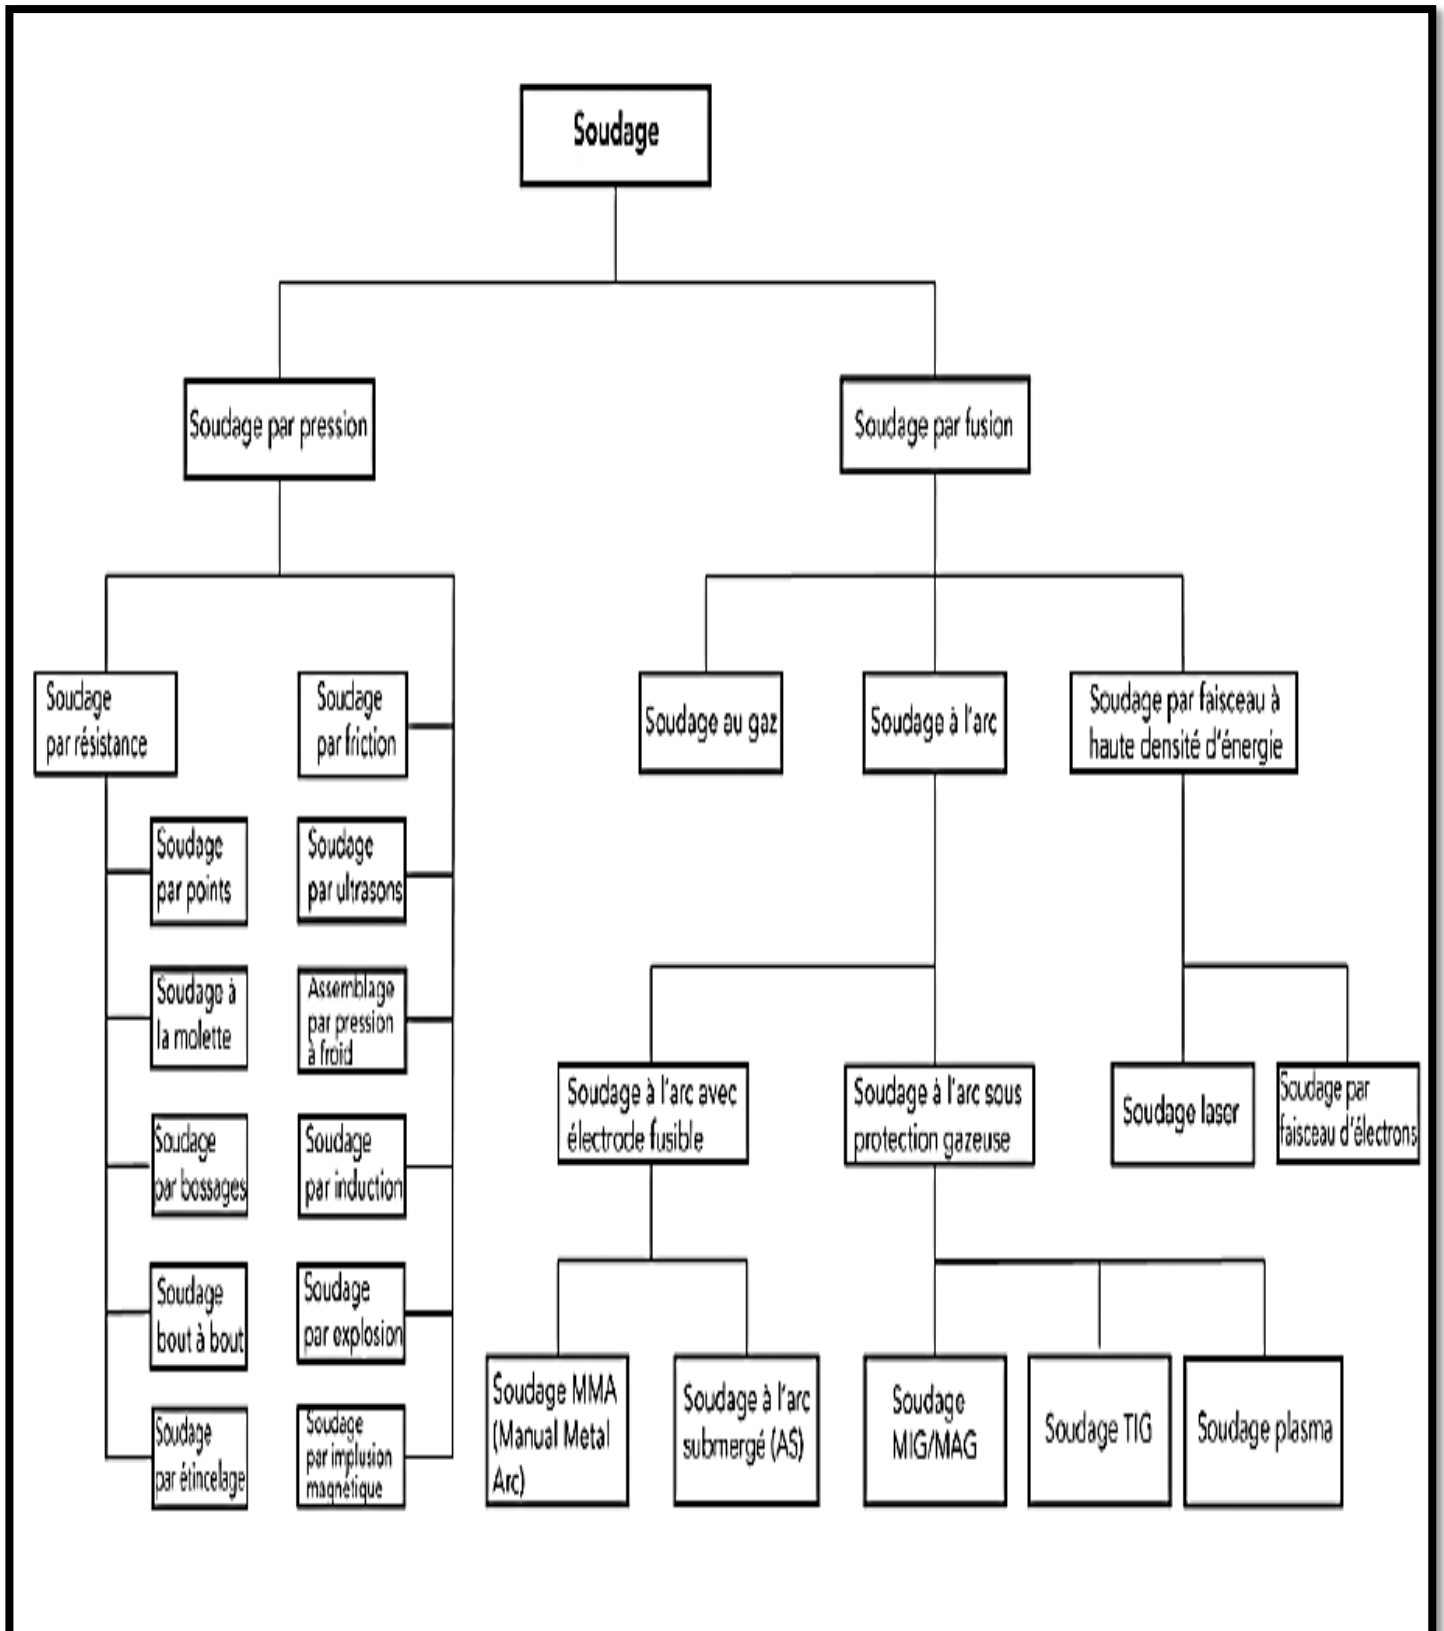 Soudage
Soudage par pression
Soudage par fusion
Soudage
par résistance
Soudage
par friction
Soudage au gaz
Soudage à l'arc
Soudage par faisceau à
haute densité d'énergie
Soudage
par points
Soudage
par ultrasons
Soudage à
la molette
Assemblage
par pression
à froid
Soudage à l'arc avec
électrode fusible
Soudage à l'arc sous
protection gazeuse
Soudage laser
Soudage par
faisceau d'électrons
Soudage
par bossages
Soudage
par induction
Soudage
bout à bout
Soudage
par explosion
Soudage
par étincelage
Soudage
par implusion
magnétique
Soudage MMA
(Manual Metal
Arc)
Soudage à l'arc
submergé (AS)
Soudage
MIG/MAG
Soudage TIG
Soudage plasma